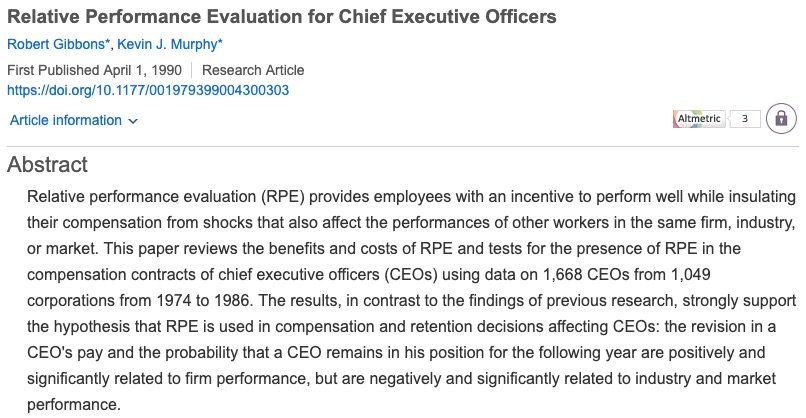 Relative Performance Evaluation for Chief Executive Officers
Robert Gibbons*, Kevin J. Murphy*
First Published April 1, 1990 | Research Article
https://doi.org/10.1177/001979399004300303
Article information
Altmetric 3
Abstract
Relative performance evaluation (RPE) provides employees with an incentive to perform well while insulating
their compensation from shocks that also affect the performances of other workers in the same firm, industry,
or market. This paper reviews the benefits and costs of RPE and tests for the presence of RPE in the
compensation contracts of chief executive officers (CEOs) using data on 1,668 CEOs from 1,049
corporations from 1974 to 1986. The results, in contrast to the findings of previous research, strongly support
the hypothesis that RPE is used in compensation and retention decisions affecting CEOs: the revision in a
CEO's pay and the probability that a CEO remains in his position for the following year are positively and
significantly related to firm performance, but are negatively and significantly related to industry and market
performance.